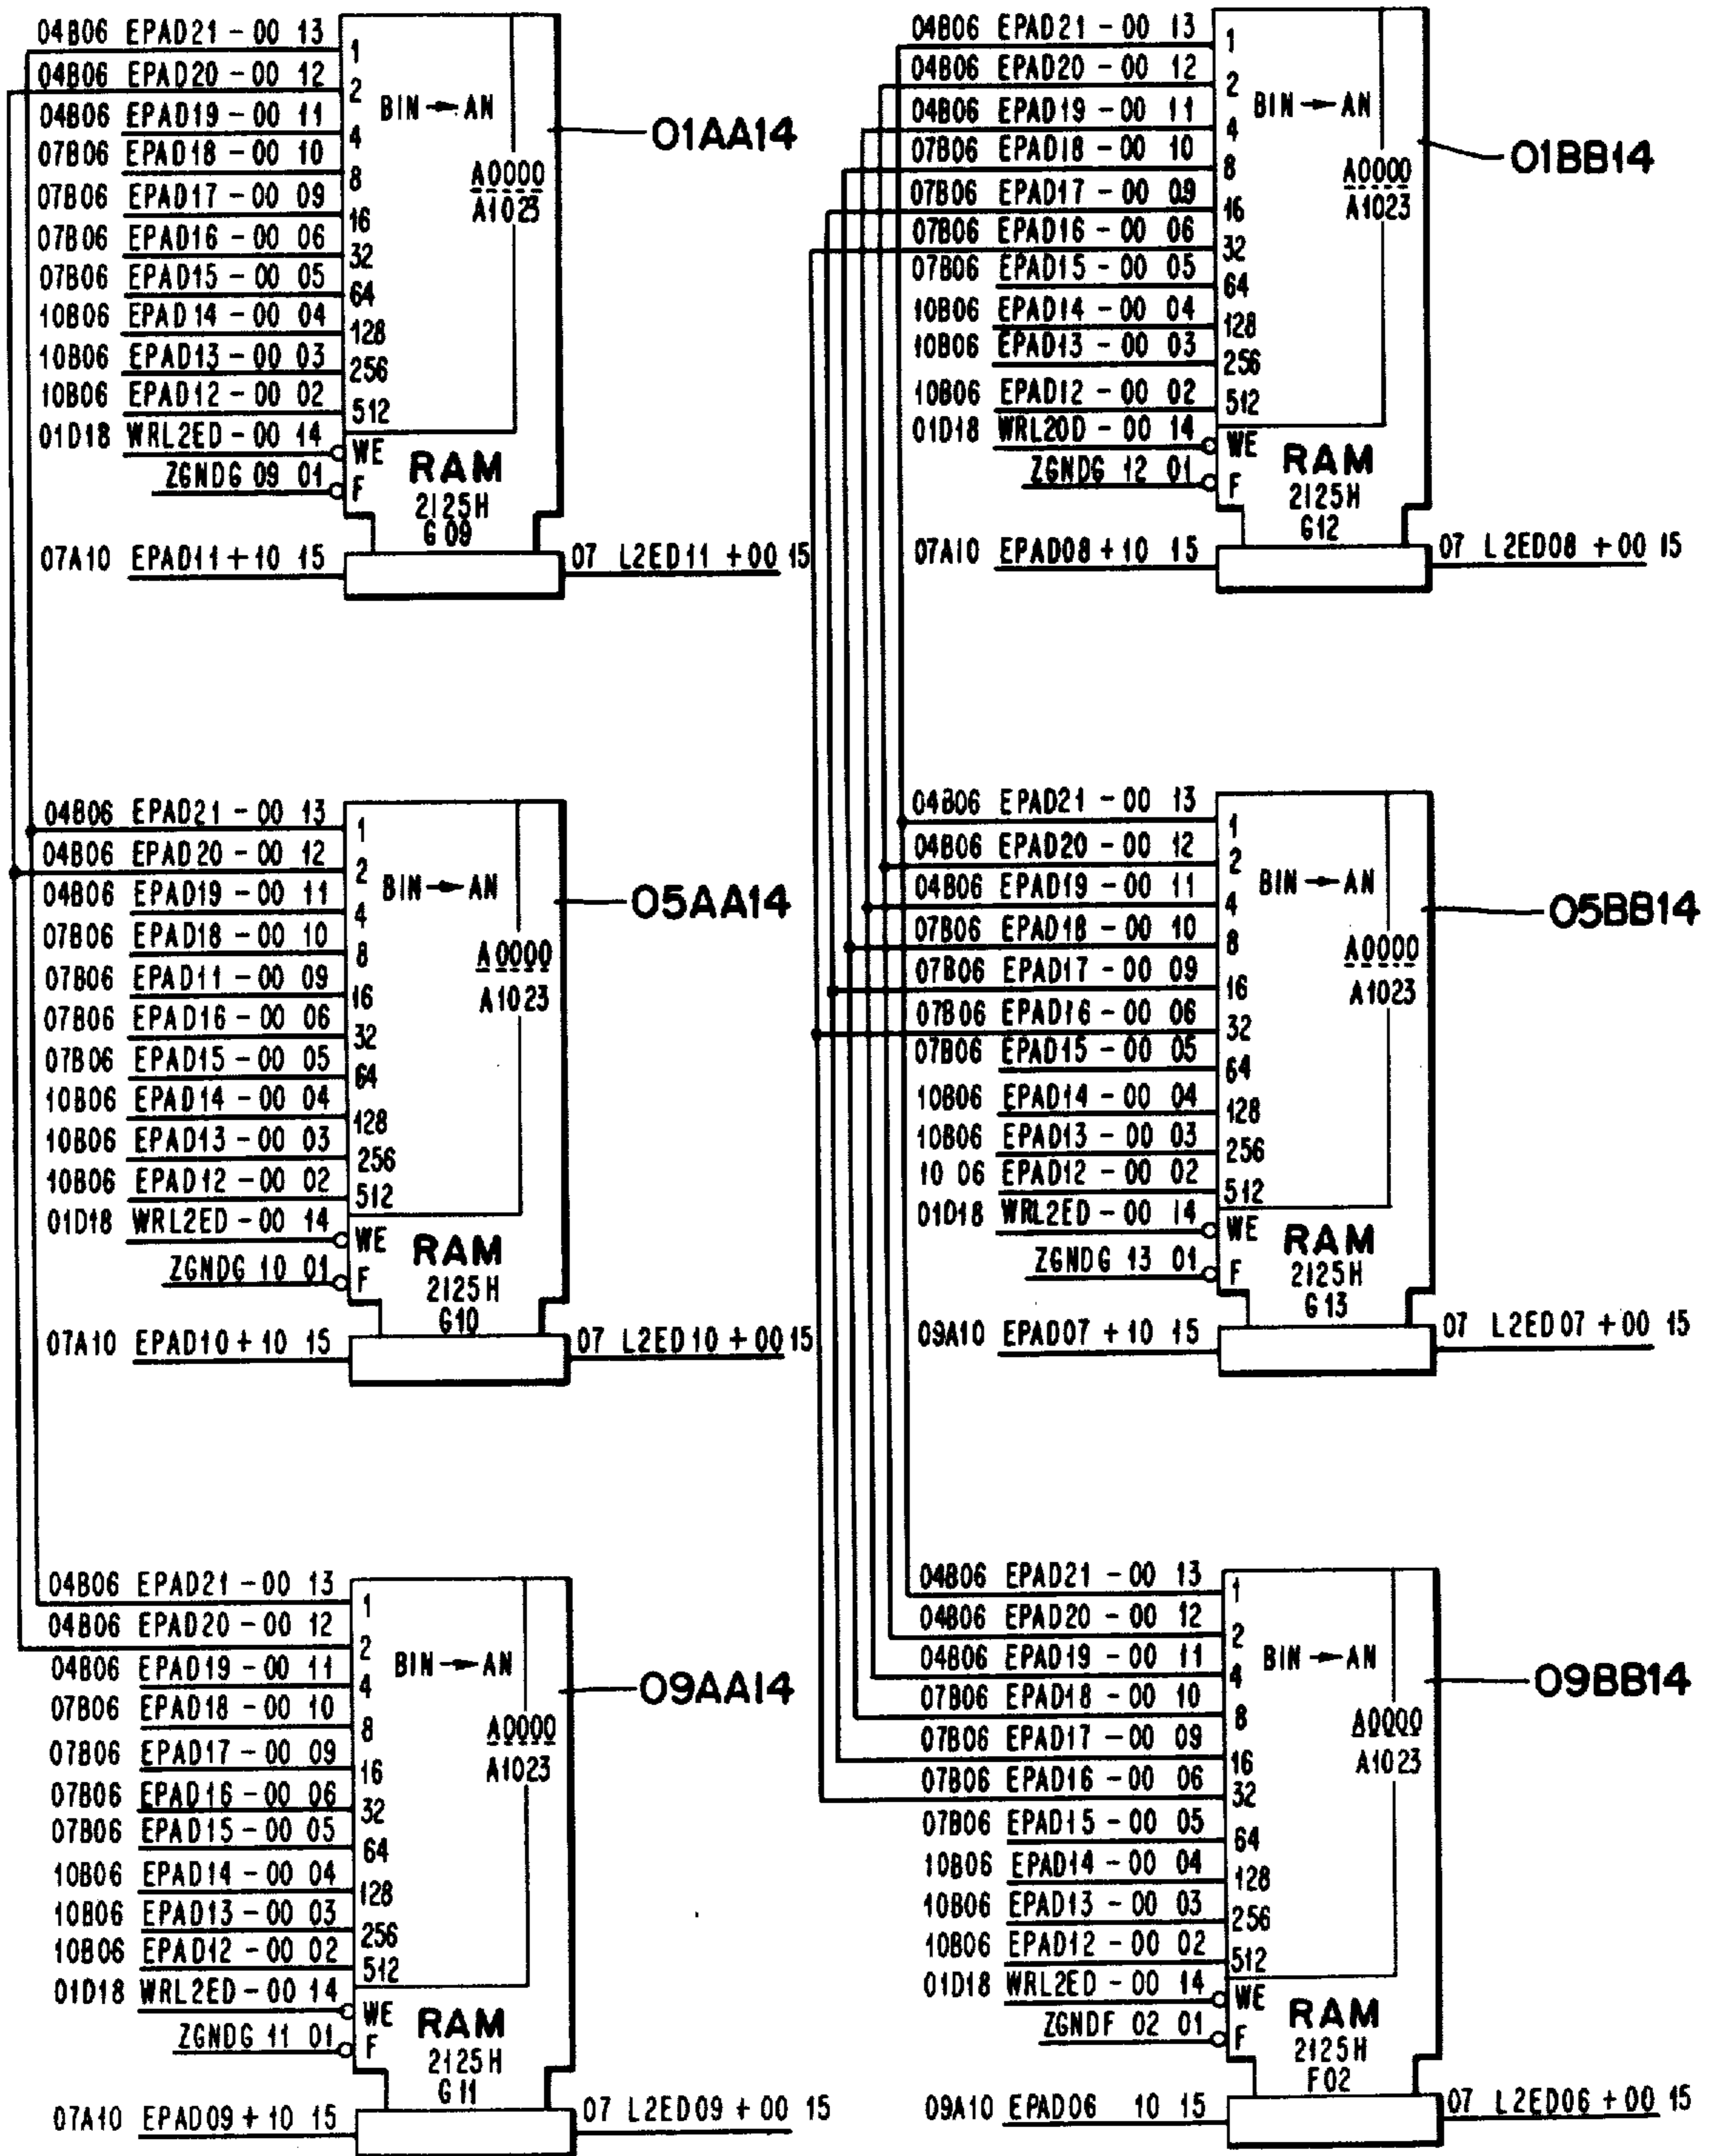 04B06 EPAD21 - 00 13
1
04B06 EPAD20 - 00 12
2
BIN → AN
04B06 EPAD19 - 00 11
4
01AA14
07B06 EPAD18 - 00 10
8
A0000
07B06 EPAD17 - 00 09
16
A1023
07B06 EPAD16 - 00 06
32
07B06 EPAD15 - 00 05
64
10B06 EPAD14 - 00 04
128
10B06 EPAD13 - 00 03
256
10B06 EPAD12 - 00 02
512
01D18 WRL2ED - 00 14
WE
RAM
ZGNDG 09 01
F
2125H
G09
07A10 EPAD11 + 10 15
07 L2ED11 +00 15
04B06 EPAD21 - 00 13
1
04B06 EPAD20 - 00 12
2
BIN → AN
04B06 EPAD19 - 00 11
4
01BB14
07B06 EPAD18 - 00 10
8
A0000
07B06 EPAD17 - 00 09
16
A1023
07B06 EPAD16 - 00 06
32
07B06 EPAD15 - 00 05
64
10B06 EPAD14 - 00 04
128
10B06 EPAD13 - 00 03
256
10B06 EPAD12 - 00 02
512
01D18 WRL20D - 00 14
WE
RAM
ZGNDG 12 01
F
2125H
G12
07A10 EPAD08 + 10 15
07 L2ED08 +00 15
04B06 EPAD21 - 00 13
1
04B06 EPAD20 - 00 12
2
BIN → AN
04B06 EPAD19 - 00 11
4
05AA14
07B06 EPAD18 - 00 10
8
A0000
07B06 EPAD11 - 00 09
16
A1023
07B06 EPAD16 - 00 06
32
07B06 EPAD15 - 00 05
64
10B06 EPAD14 - 00 04
128
10B06 EPAD13 - 00 03
256
10B06 EPAD12 - 00 02
512
01D18 WRL2ED - 00 14
WE
RAM
ZGNDG 10 01
F
2125H
G10
07A10 EPAD10 + 10 15
07 L2ED10 +00 15
04B06 EPAD21 - 00 13
1
04B06 EPAD20 - 00 12
2
BIN → AN
04B06 EPAD19 - 00 11
4
05BB14
07B06 EPAD18 - 00 10
8
A0000
07B06 EPAD17 - 00 09
16
A1023
07B06 EPAD16 - 00 06
32
07B06 EPAD15 - 00 05
64
10B06 EPAD14 - 00 04
128
10B06 EPAD13 - 00 03
256
10 06 EPAD12 - 00 02
512
01D18 WRL2ED - 00 14
WE
RAM
ZGNDG 13 01
F
2125H
G13
09A10 EPAD07 + 10 15
07 L2ED07 +00 15
04B06 EPAD21 - 00 13
1
04B06 EPAD20 - 00 12
2
BIN → AN
04B06 EPAD19 - 00 11
4
09AA14
07B06 EPAD18 - 00 10
8
A0000
07B06 EPAD17 - 00 09
16
A1023
07B06 EPAD16 - 00 06
32
07B06 EPAD15 - 00 05
64
10B06 EPAD14 - 00 04
128
10B06 EPAD13 - 00 03
256
10B06 EPAD12 - 00 02
512
01D18 WRL2ED - 00 14
WE
RAM
ZGNDG 11 01
F
2125H
G11
07A10 EPAD09 + 10 15
07 L2ED09 + 00 15
04B06 EPAD21 - 00 13
1
04B06 EPAD20 - 00 12
2
BIN → AN
04B06 EPAD19 - 00 11
4
09BB14
07B06 EPAD18 - 00 10
8
A0000
07B06 EPAD17 - 00 09
16
A1023
07B06 EPAD16 - 00 06
32
07B06 EPAD15 - 00 05
64
10B06 EPAD14 - 00 04
128
10B06 EPAD13 - 00 03
256
10B06 EPAD12 - 00 02
512
01D18 WRL2ED - 00 14
WE
RAM
ZGNDF 02 01
F
2125H
F02
09A10 EPAD06 10 15
07 L2ED06 +00 15